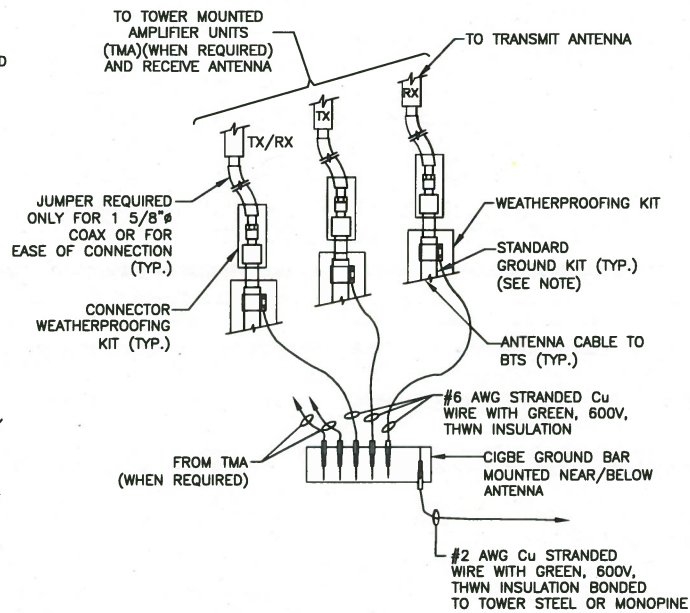 TO TOWER MOUNTED
AMPLIFIER UNITS
(TMA)(WHEN REQUIRED)
AND RECEIVE ANTENNA
D
TO TRANSMIT ANTENNA
RX
TX
TX/RX
JUMPER REQUIRED
ONLY FOR 1 5/8"ø
COAX OR FOR
EASE OF CONNECTION
(TYP.)
WEATHERPROOFING KIT
STANDARD
GROUND KIT (TYP.)
(SEE NOTE)
CONNECTOR
WEATHERPROOFING
KIT (TYP.)
ANTENNA CABLE TO
BTS (TYP.)
#6 AWG STRANDED Cu
WIRE WITH GREEN, 600V,
THWN INSULATION
FROM TMA
(WHEN REQUIRED)
CIGBE GROUND BAR
MOUNTED NEAR/BELOW
ANTENNA
#2 AWG Cu STRANDED
WIRE WITH GREEN, 600V,
THWN INSULATION BONDED
TO TOWER STEEL OR MONOPINE